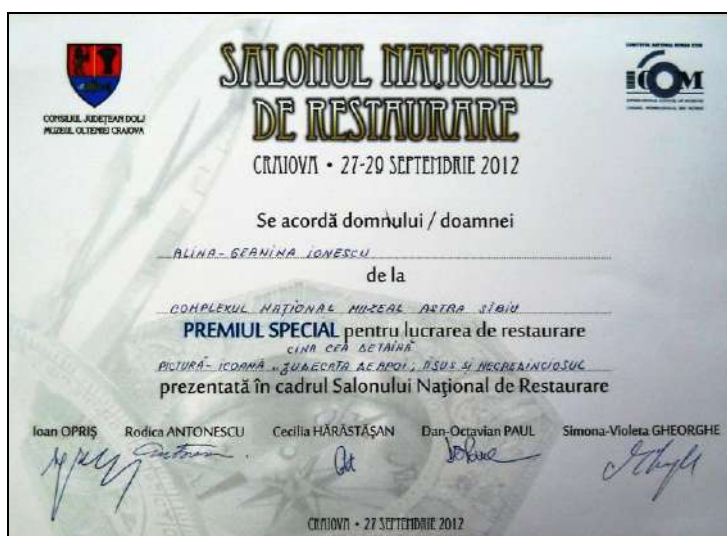 SALONUL NAȚIONAL
DE RESTAURARE
CRAIOVA • 27-29 SEPTEMBRIE 2012
CONSILIUL JUDEȚEAN DOLJ
MUZEUL OLTENIEI CRAIOVA
ICOM
Se acordă domnului / doamnei
ALINA-GEANINA IONESCU
de la
COMPLEXUL NAȚIONAL MUZEAL ASTRA SIBIU
PREMIUL SPECIAL pentru lucrarea de restaurare
CINA CEA DE TAINĂ
PICTURĂ-ICOANĂ „JUDECATA DE APOI; IISUS ȘI NECREDINCIOSUL
prezentată în cadrul Salonului Național de Restaurare
Ioan OPRIȘ Rodica ANTONESCU Cecilia HĂRĂSTĂȘAN Dan-Octavian PAUL Simona-Violeta GHEORGHE
CRAIOVA • 27 SEPTEMBRIE 2012